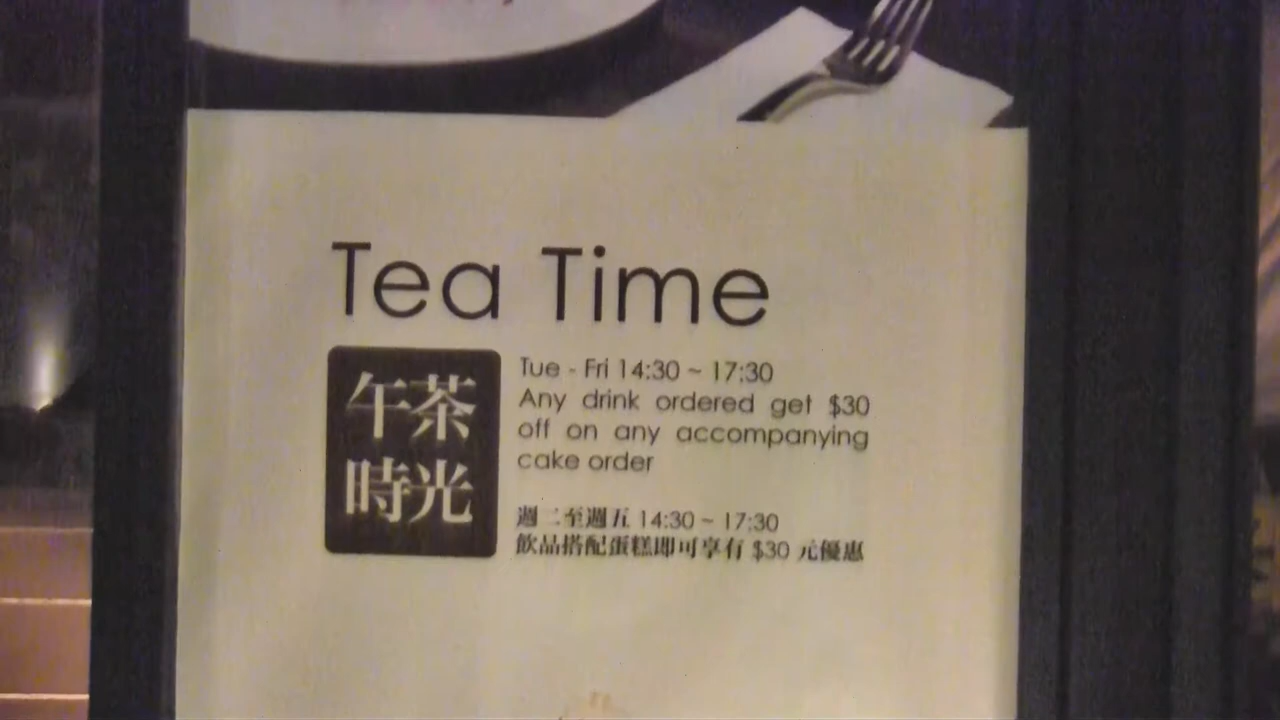 Tea Time
午茶
時光
Tue - Fri 14:30 ~ 17:30
Any drink ordered get $30
off on any accompanying
cake order
週二至週五 14:30 ~ 17:30
飲品搭配蛋糕即可享有 $30 元優惠